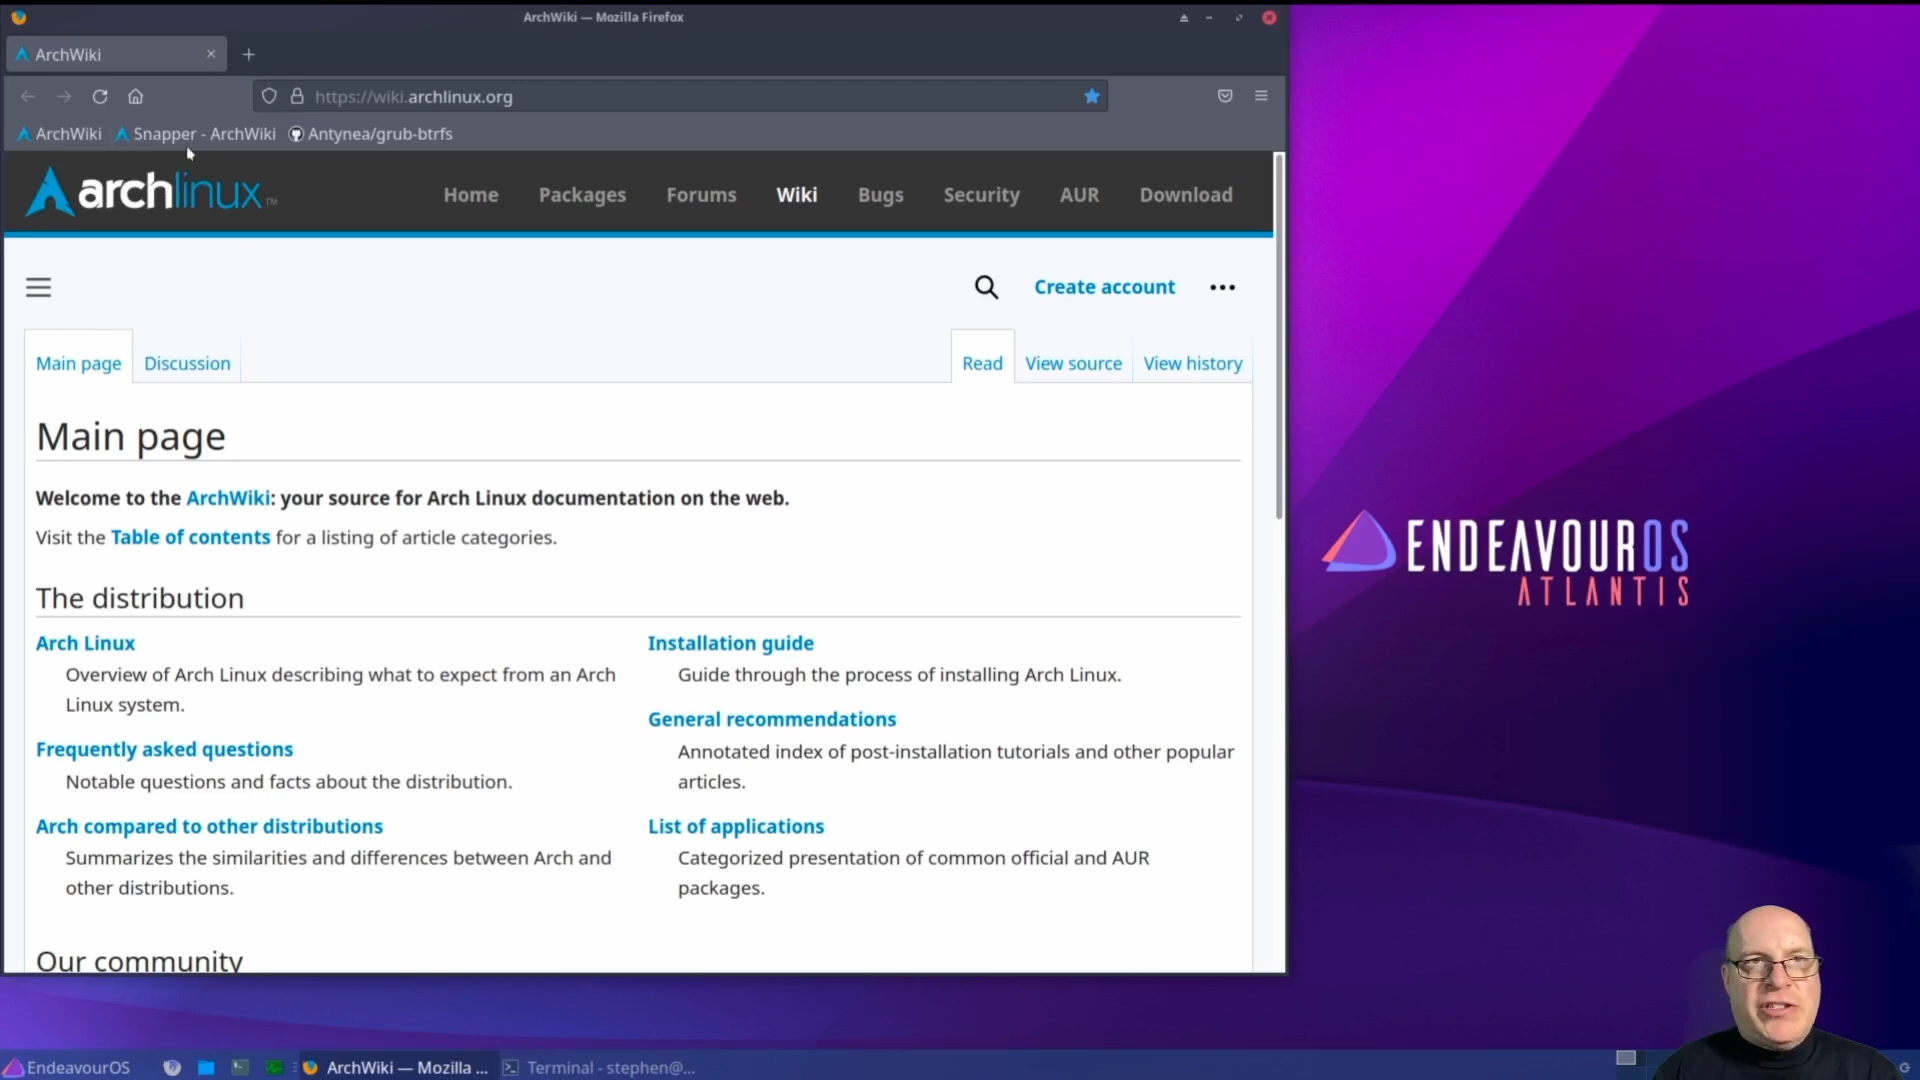 ArchWiki — Mozilla Firefox
ArchWiki
https://wiki.archlinux.org
ArchWiki Snapper - ArchWiki Antynea/grub-btrfs
archlinux™ Home Packages Forums Wiki Bugs Security AUR Download
Create account
Main page Discussion Read View source View history
Main page
Welcome to the ArchWiki: your source for Arch Linux documentation on the web.
Visit the Table of contents for a listing of article categories.
The distribution
Arch Linux
Overview of Arch Linux describing what to expect from an Arch
Linux system.
Frequently asked questions
Notable questions and facts about the distribution.
Arch compared to other distributions
Summarizes the similarities and differences between Arch and
other distributions.
Installation guide
Guide through the process of installing Arch Linux.
General recommendations
Annotated index of post-installation tutorials and other popular
articles.
List of applications
Categorized presentation of common official and AUR
packages.
Our community
ENDEAVOUROS
ATLANTIS
EndeavourOS ArchWiki — Mozilla ... Terminal - stephen@...